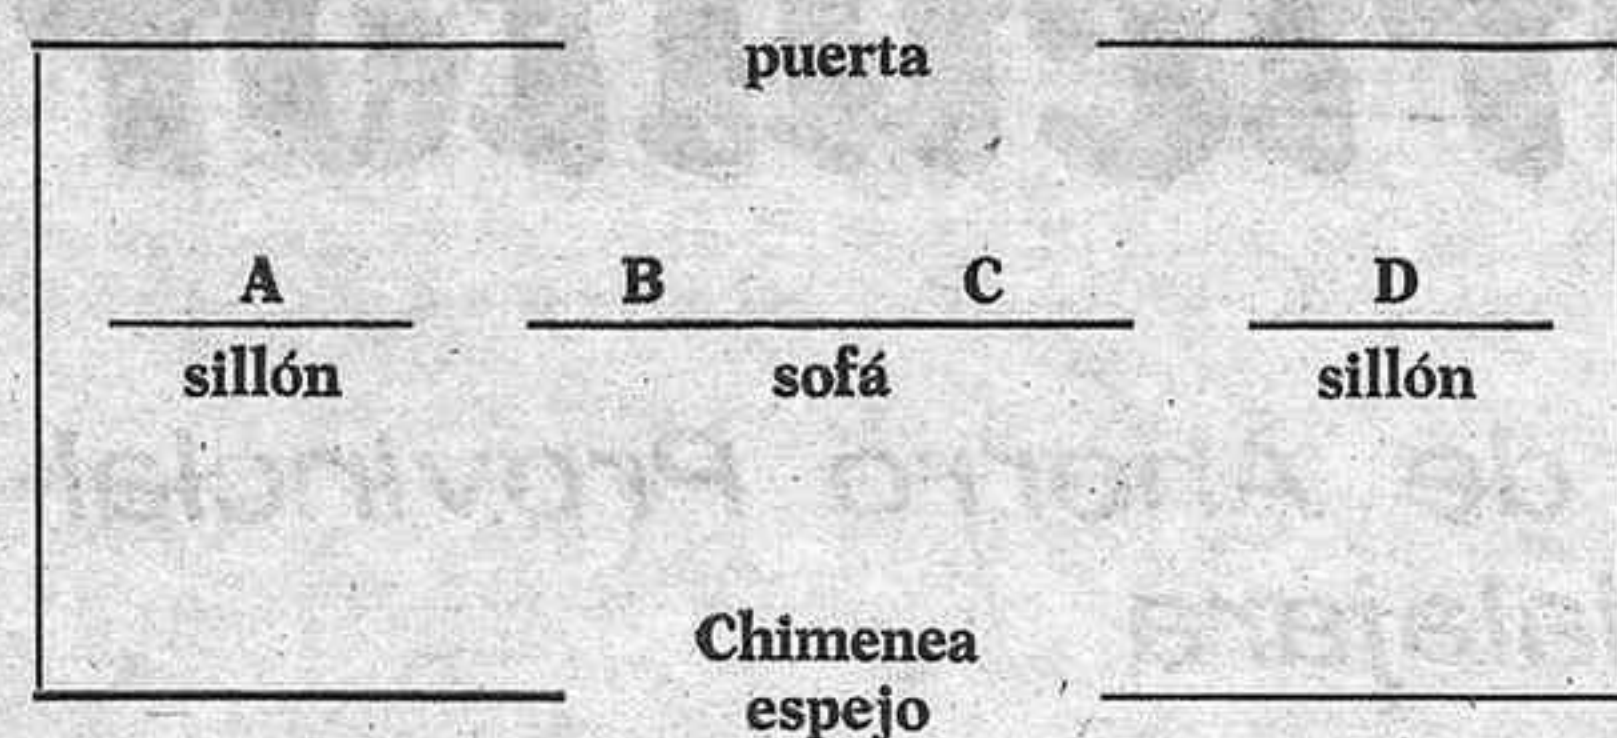 puerta
A B C D
sillón sofá sillón
Chimenea
espejo